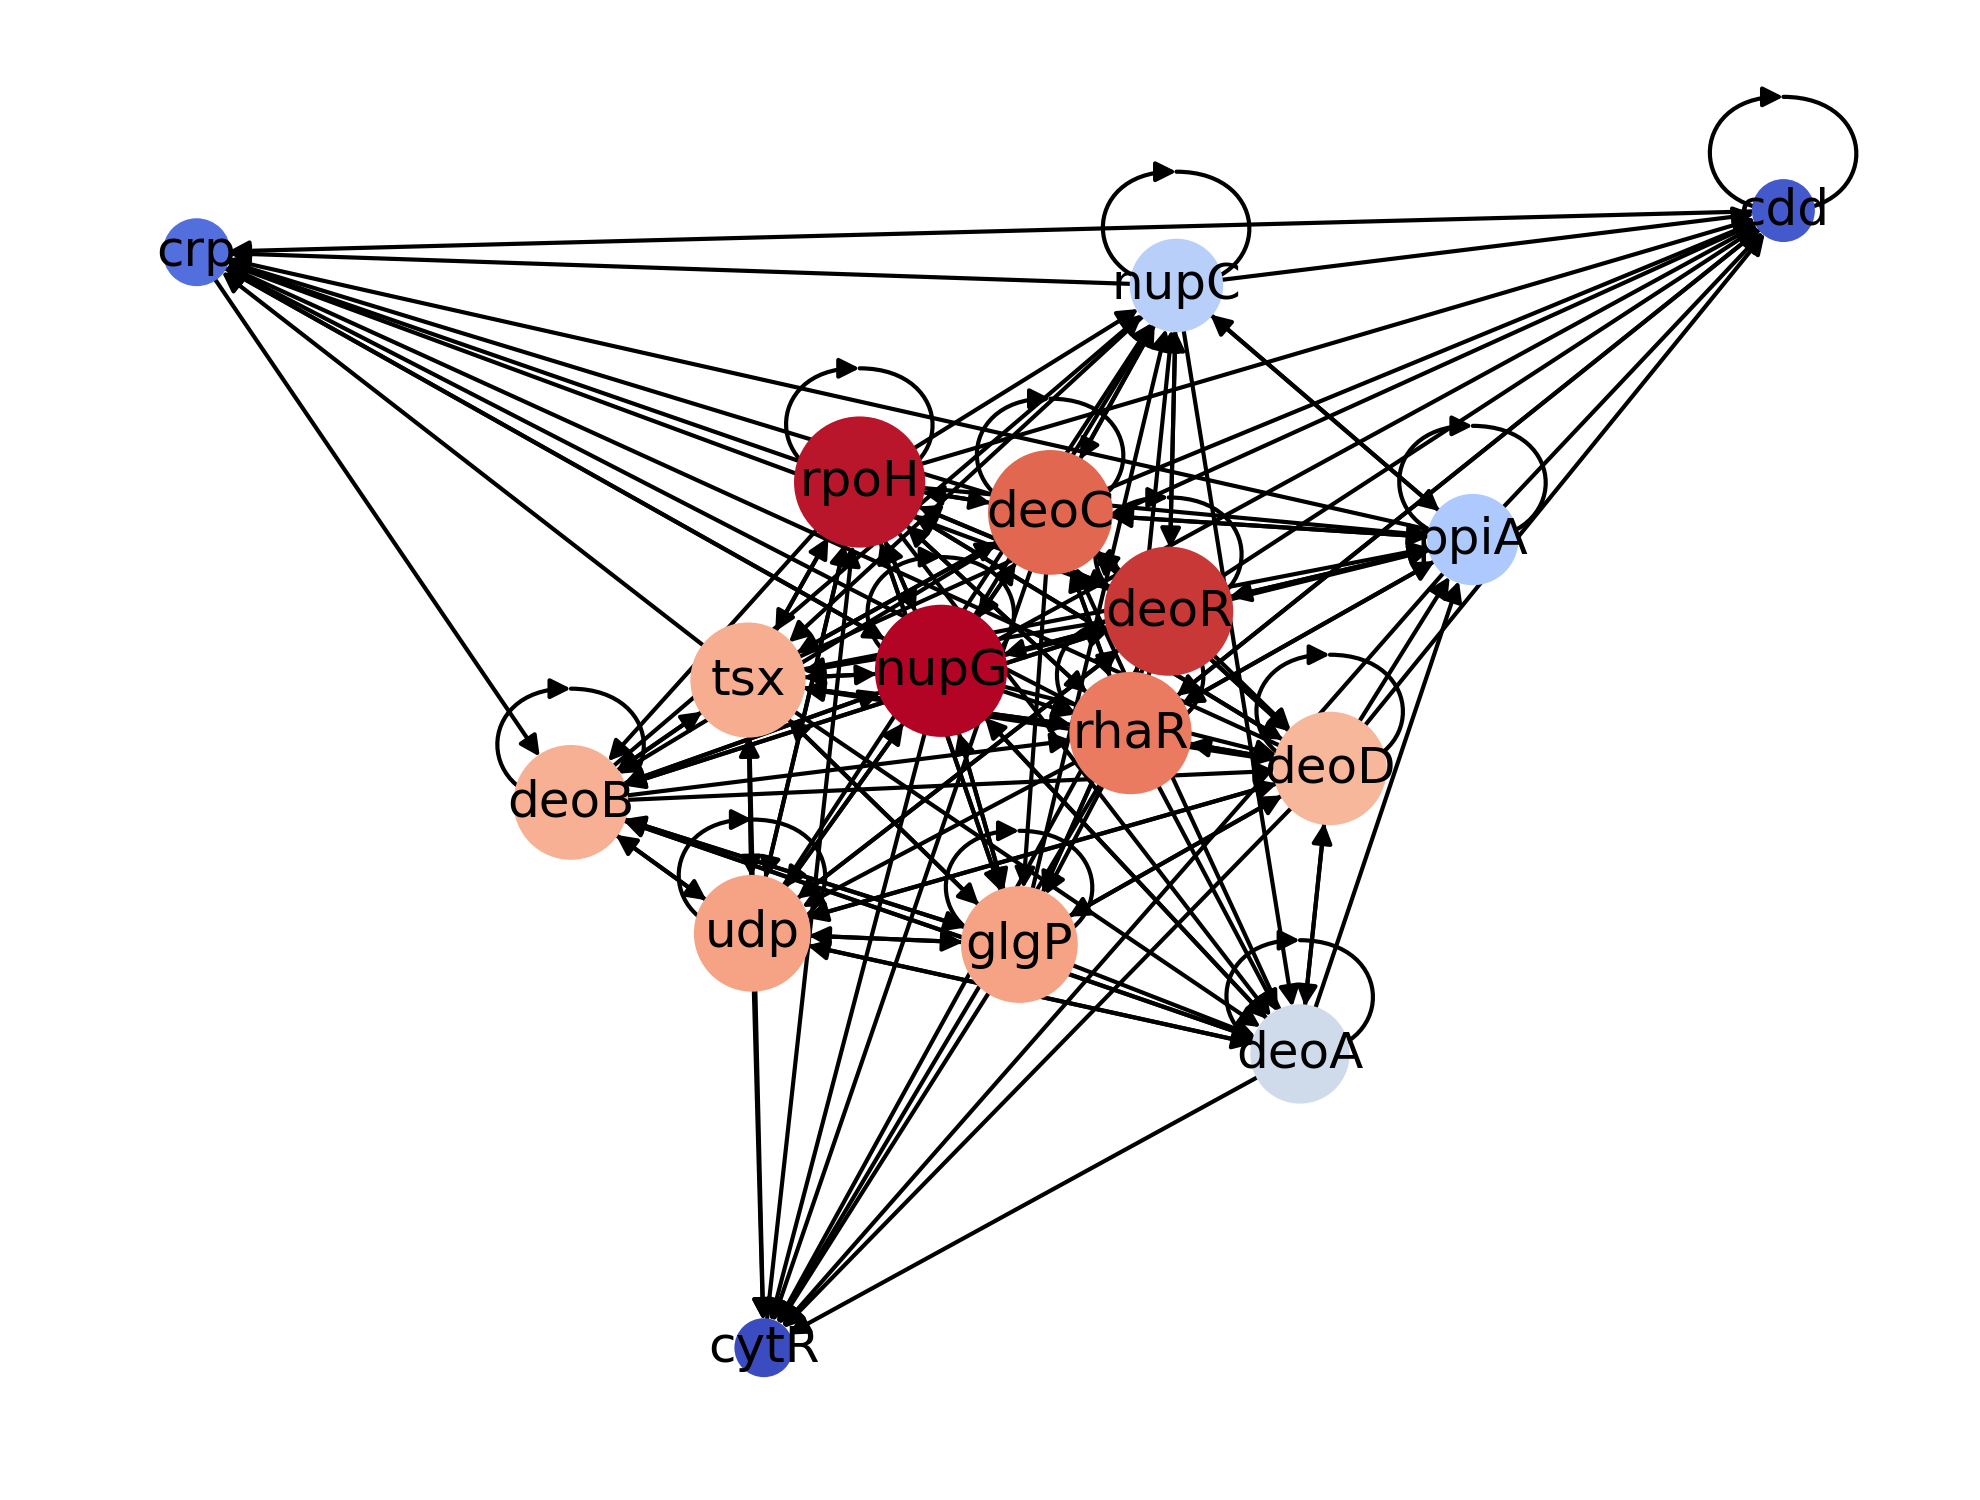 cdd
crp
nupC
rpoH
deoC
ppiA
deoR
nupG
tsx
rhaR
deoD
deoB
udp
glgP
deoA
cytR